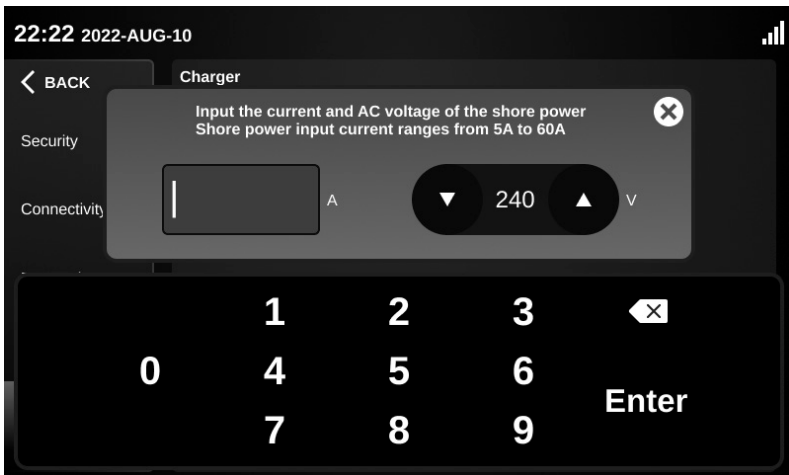 22:22 2022-AUG-10
BACK
Charger
Input the current and AC voltage of the shore power
Shore power input current ranges from 5A to 60A
Security
A
240
V
Connectivity
1 2 3
0 4 5 6
Enter
7 8 9